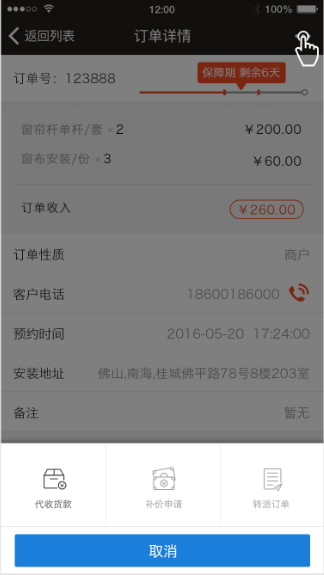 12:00 100%
返回列表 订单详情
订单号：123888 保障期 剩余6天
窗帘杆单杆/套 ×2 ￥200.00
窗布安装/份 ×3 ￥60.00
订单收入 ￥260.00
订单性质 商户
客户电话 18600186000
预约时间 2016-05-20 17:24:00
安装地址 佛山,南海,桂城佛平路78号8楼203室
备注 暂无
代收货款 补价申请 转派订单
取消